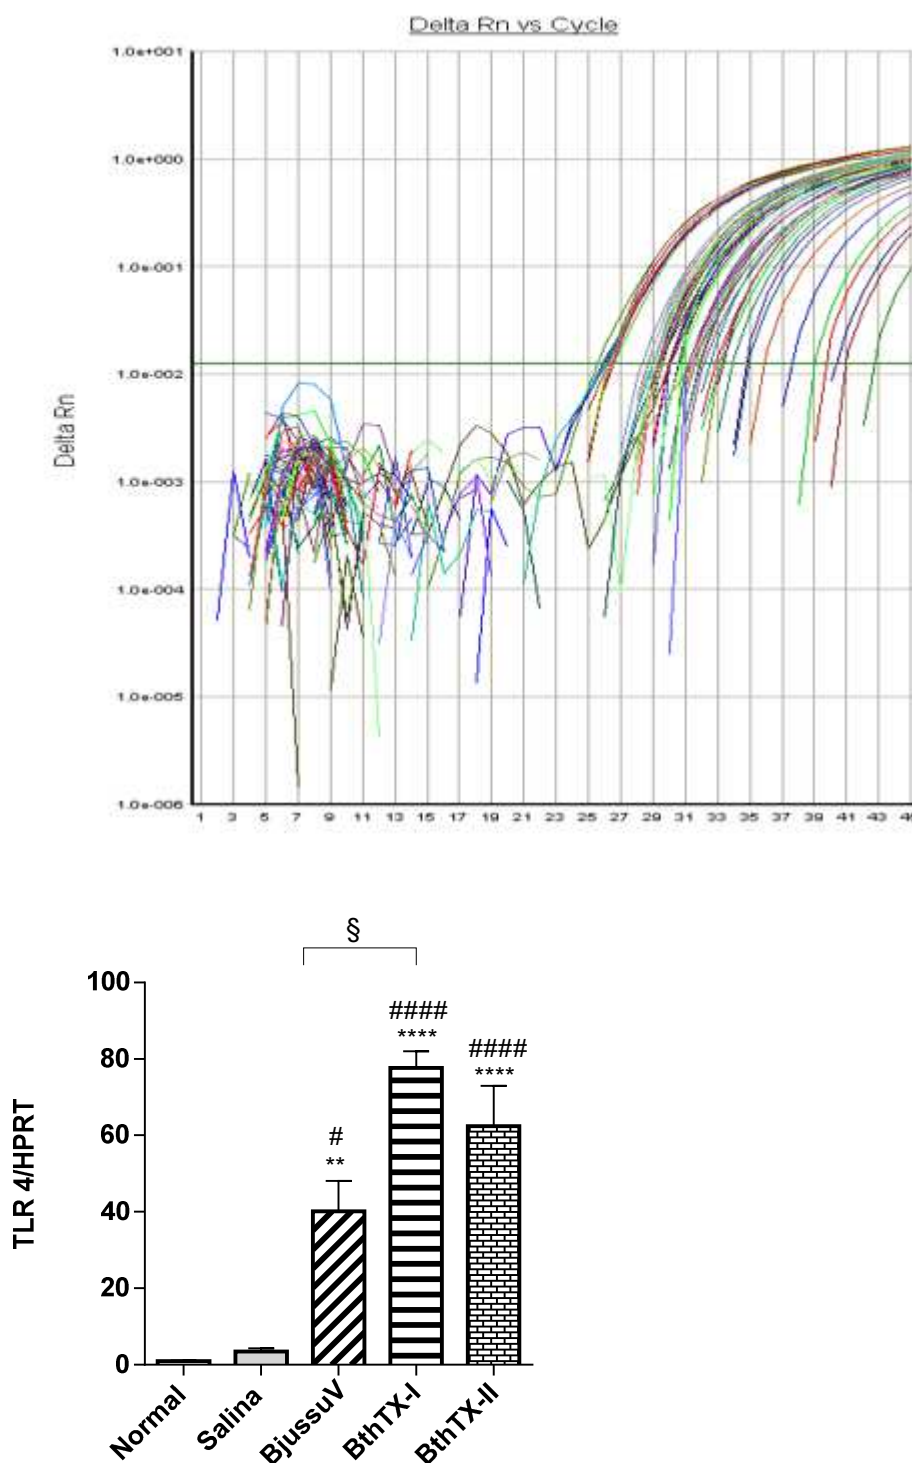 Delta Rn vs Cycle
1.0e+001
1.0e+000
1.0e-001
1.0e-002
1.0e-003
1.0e-004
1.0e-005
1.0e-006
Delta Rn
1 3 5 7 9 11 13 15 17 19 21 23 25 27 29 31 33 35 37 39 41 43
§
100
80
60
40
20
0
TLR 4/HPRT
#
**
####
****
####
****
Normal
Salina
BjussuV
BthTX-I
BthTX-II